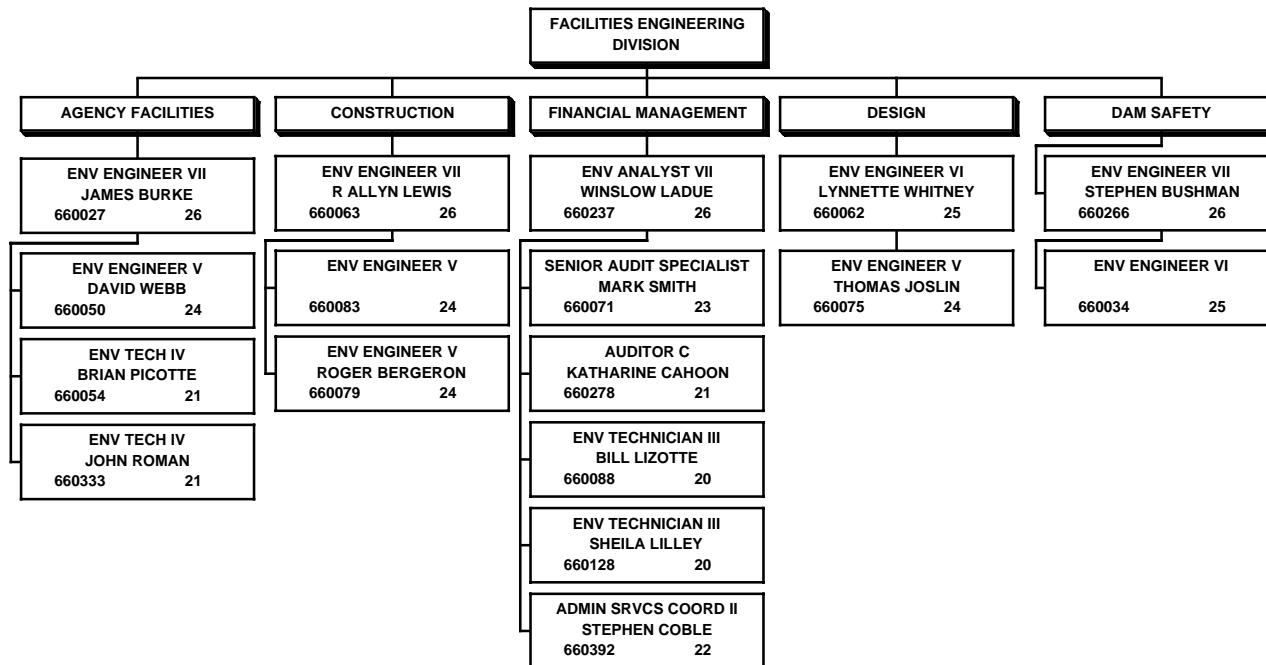 FACILITIES ENGINEERING
DIVISION
AGENCY FACILITIES
ENV ENGINEER VII
JAMES BURKE
660027 26
ENV ENGINEER V
DAVID WEBB
660050 24
ENV TECH IV
BRIAN PICOTTE
660054 21
ENV TECH IV
JOHN ROMAN
660333 21
CONSTRUCTION
ENV ENGINEER VII
R ALLYN LEWIS
660063 26
ENV ENGINEER V
660083 24
ENV ENGINEER V
ROGER BERGERON
660079 24
FINANCIAL MANAGEMENT
ENV ANALYST VII
WINSLOW LADUE
660237 26
SENIOR AUDIT SPECIALIST
MARK SMITH
660071 23
AUDITOR C
KATHARINE CAHOON
660278 21
ENV TECHNICIAN III
BILL LIZOTTE
660088 20
ENV TECHNICIAN III
SHEILA LILLEY
660128 20
ADMIN SRVCS COORD II
STEPHEN COBLE
660392 22
DESIGN
ENV ENGINEER VI
LYNNETTE WHITNEY
660062 25
ENV ENGINEER V
THOMAS JOSLIN
660075 24
DAM SAFETY
ENV ENGINEER VII
STEPHEN BUSHMAN
660266 26
ENV ENGINEER VI
660034 25